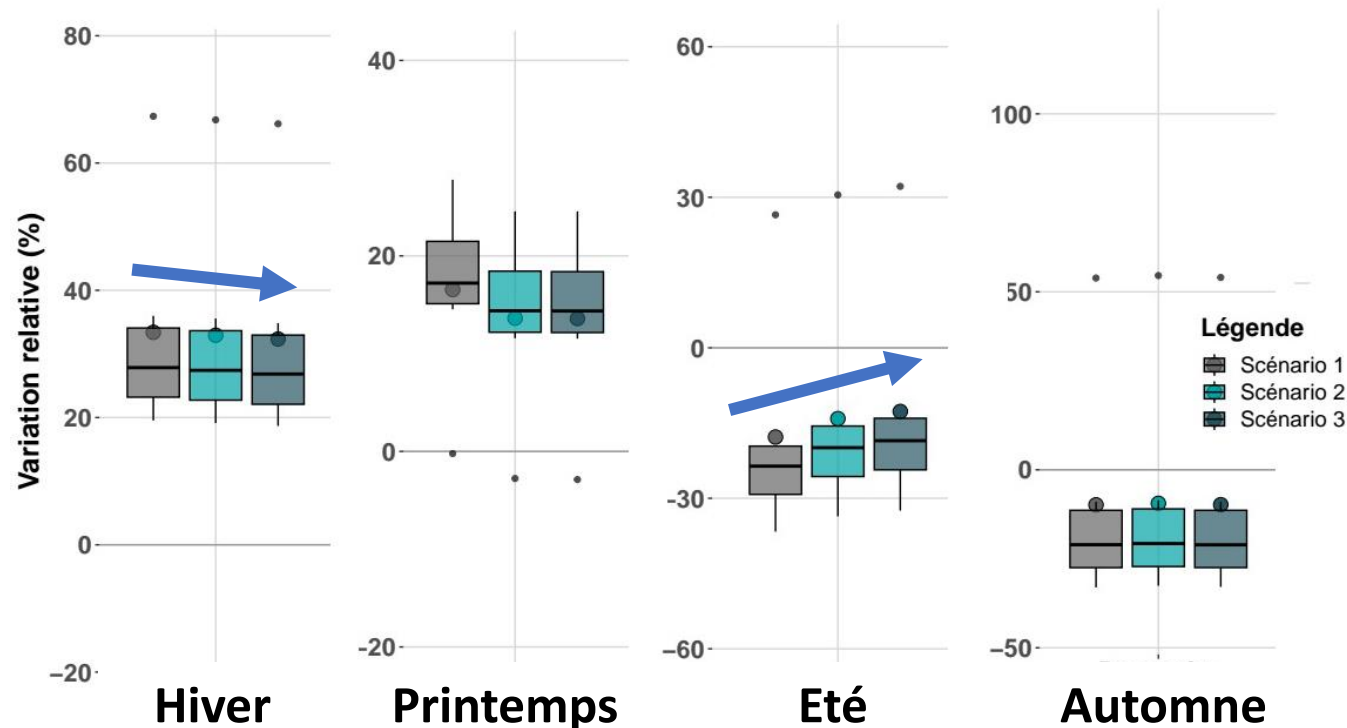 Variation relative (%)
80
60
40
20
0
−20
40
20
0
−20
60
30
0
-30
−60
100
50
0
−50
Légende
Scénario 1
Scénario 2
Scénario 3
Hiver
Printemps
Eté
Automne